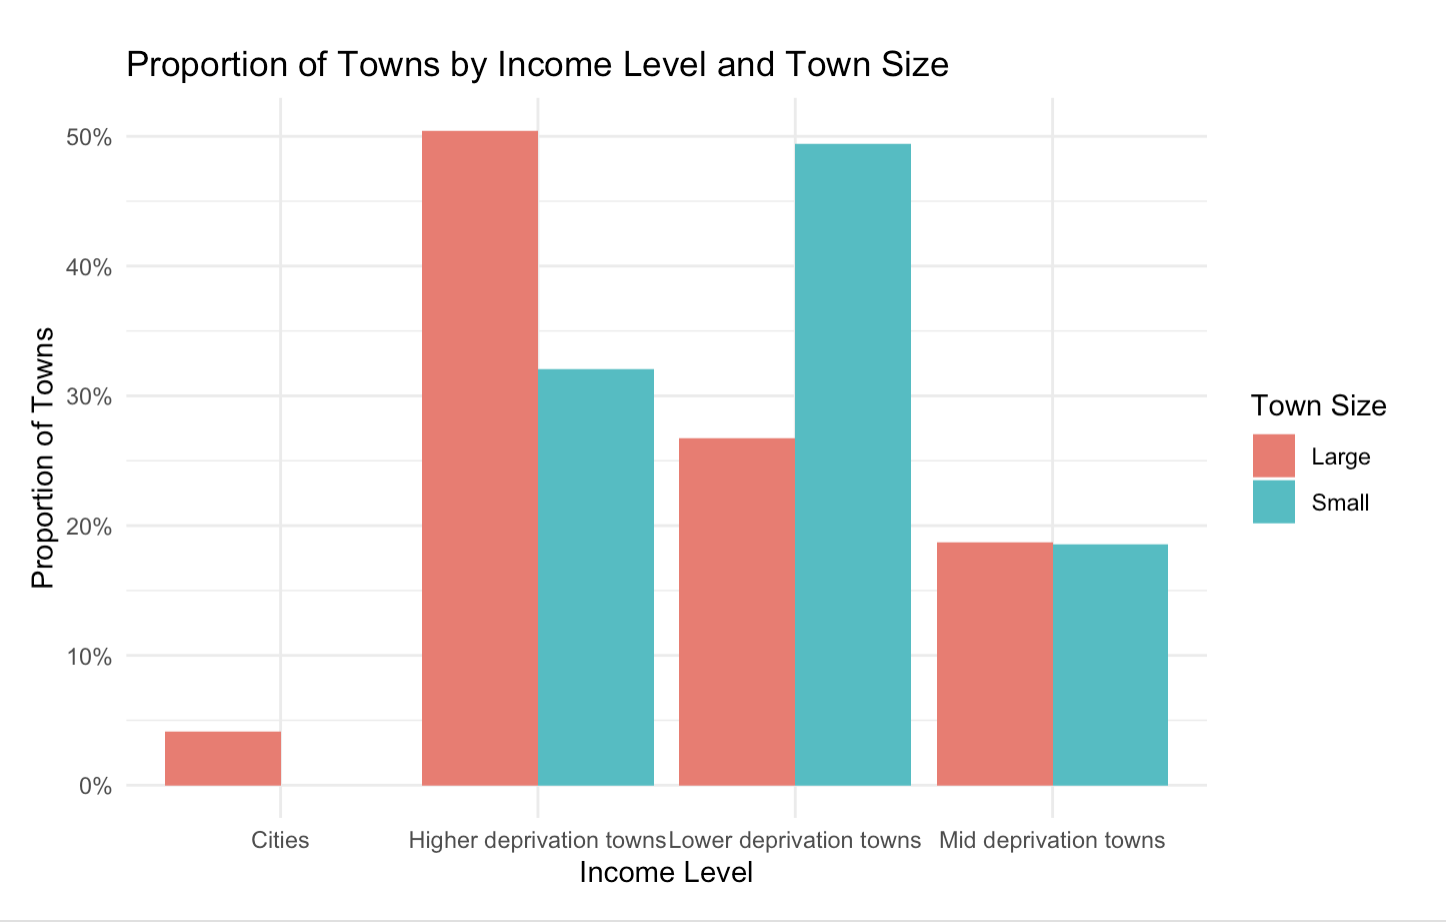 Proportion of Towns by Income Level and Town Size
Proportion of Towns
50%
40%
30%
20%
10%
0%
Cities
Higher deprivation towns
Lower deprivation towns
Mid deprivation towns
Income Level
Town Size
Large
Small